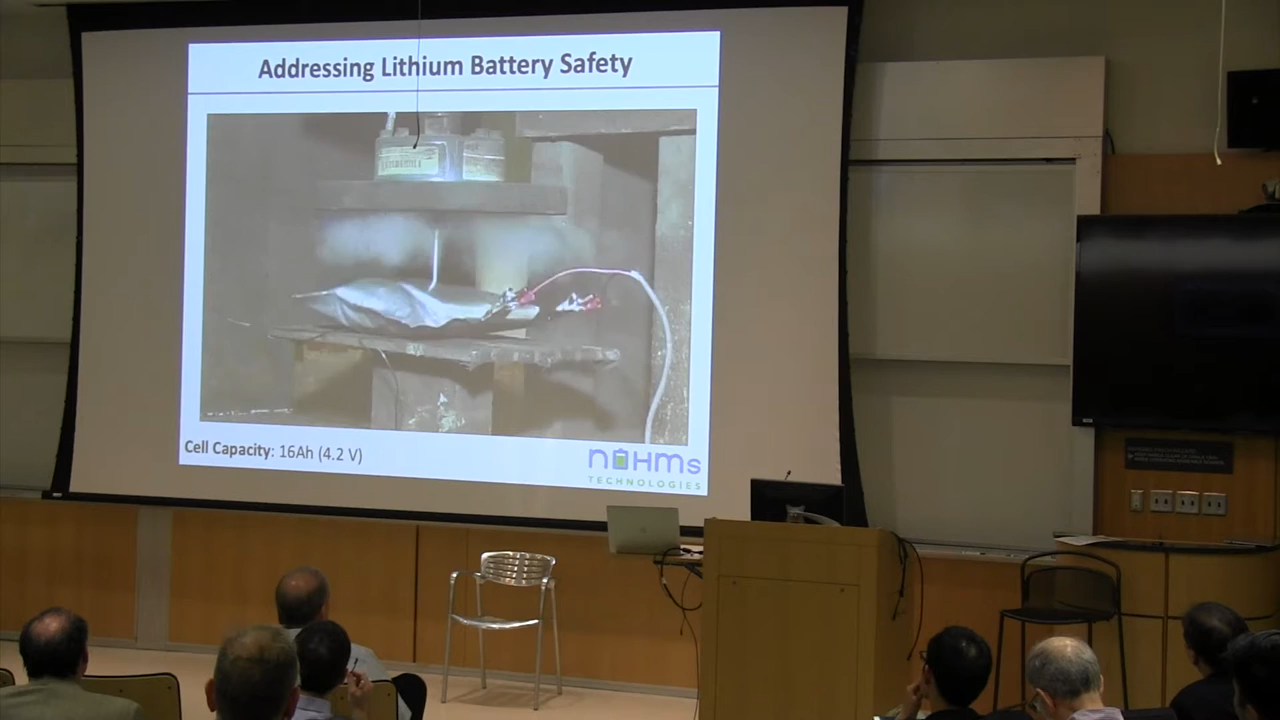 Addressing Lithium Battery Safety
Cell Capacity: 16Ah (4.2 V)
NOHMs
TECHNOLOGIES